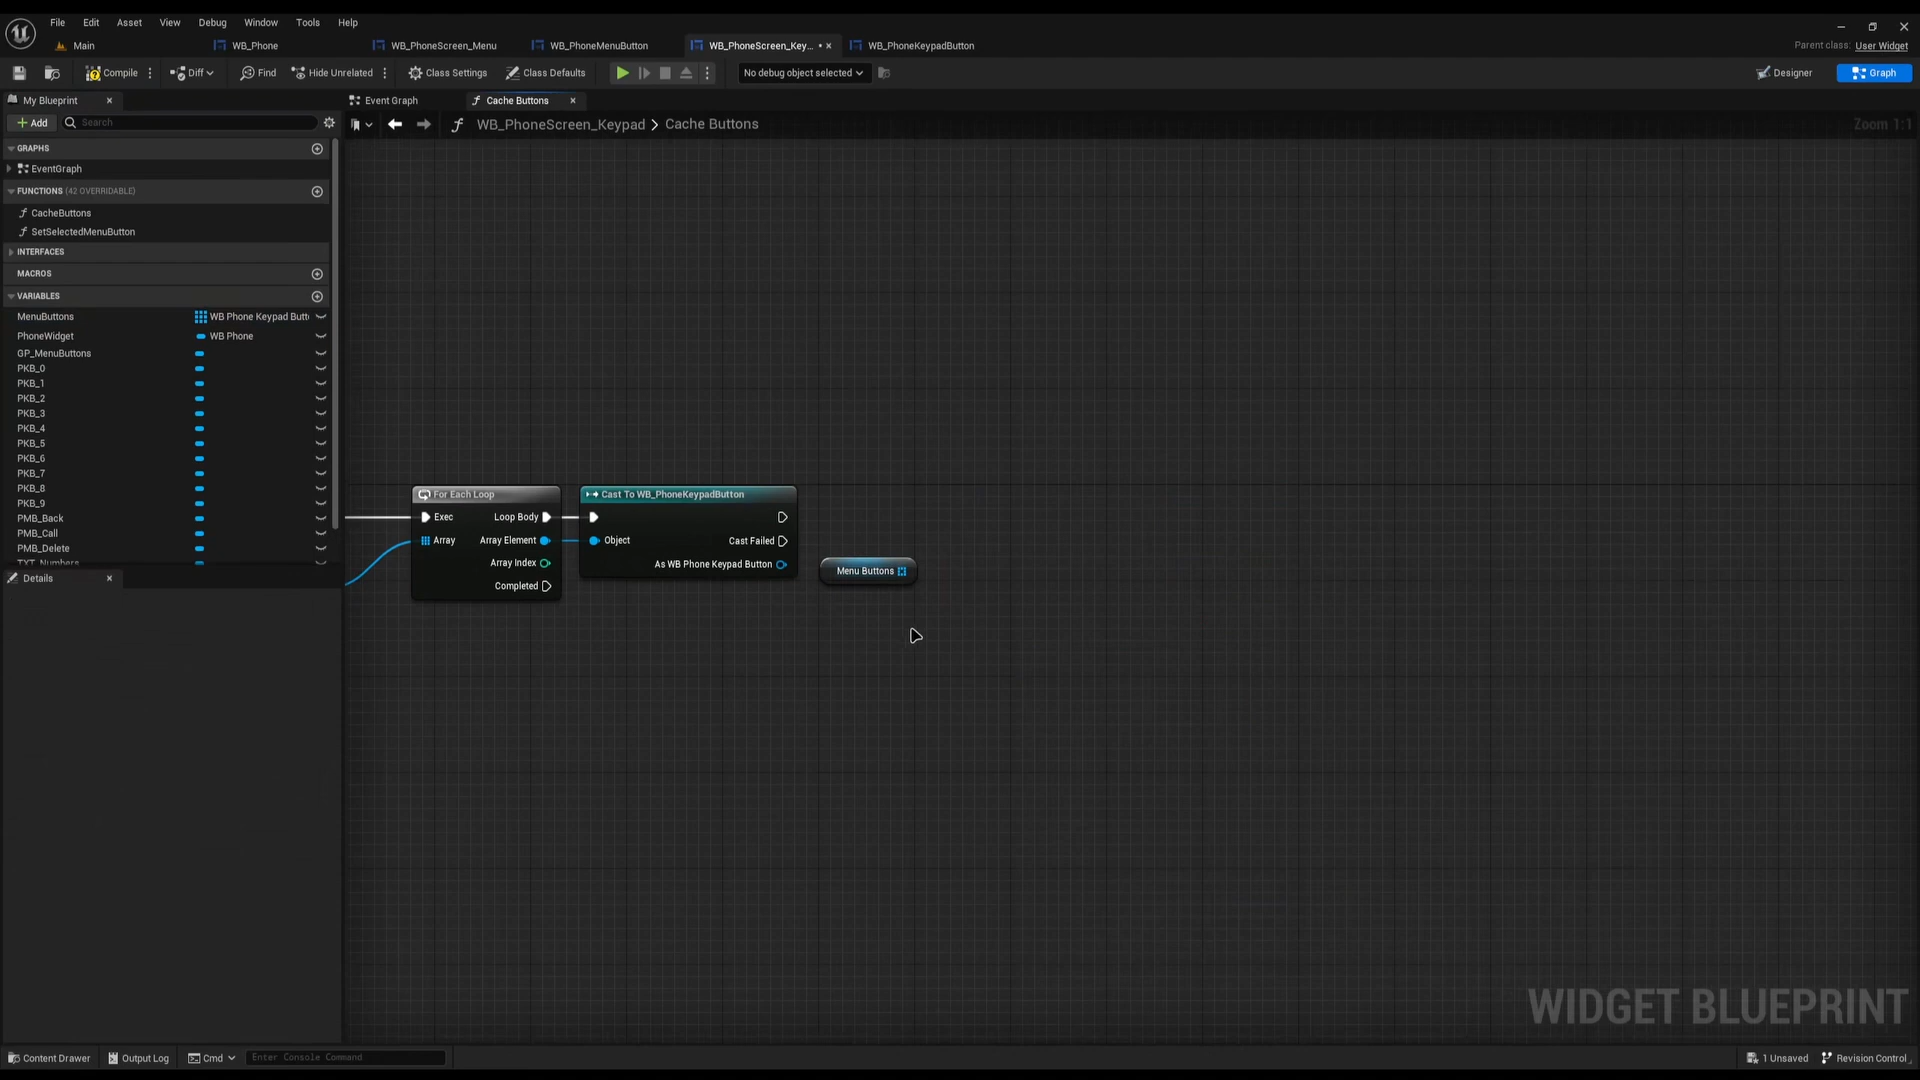 File Edit Asset View Debug Window Tools Help
Main WB_Phone WB_PhoneScreen_Menu WB_PhoneMenuButton WB_PhoneScreen_Key... • WB_PhoneKeypadButton
Parent class: User Widget
Compile Diff Find Hide Unrelated Class Settings Class Defaults No debug object selected Designer Graph
My Blueprint Event Graph Cache Buttons
Add Search
WB_PhoneScreen_Keypad > Cache Buttons
Zoom 1:1
GRAPHS
EventGraph
FUNCTIONS (42 OVERRIDABLE)
CacheButtons
SetSelectedMenuButton
INTERFACES
MACROS
VARIABLES
MenuButtons WB Phone Keypad Butt
PhoneWidget WB Phone
GP_MenuButtons
PKB_0
PKB_1
PKB_2
PKB_3
PKB_4
PKB_5
PKB_6
PKB_7
PKB_8
PKB_9
PMB_Back
PMB_Call
PMB_Delete
TXT_Numbers
Details
For Each Loop
Exec Loop Body
Array Array Element
Array Index
Completed
Cast To WB_PhoneKeypadButton
Object Cast Failed
As WB Phone Keypad Button
Menu Buttons
WIDGET BLUEPRINT
Content Drawer Output Log Cmd Enter Console Command 1 Unsaved Revision Control